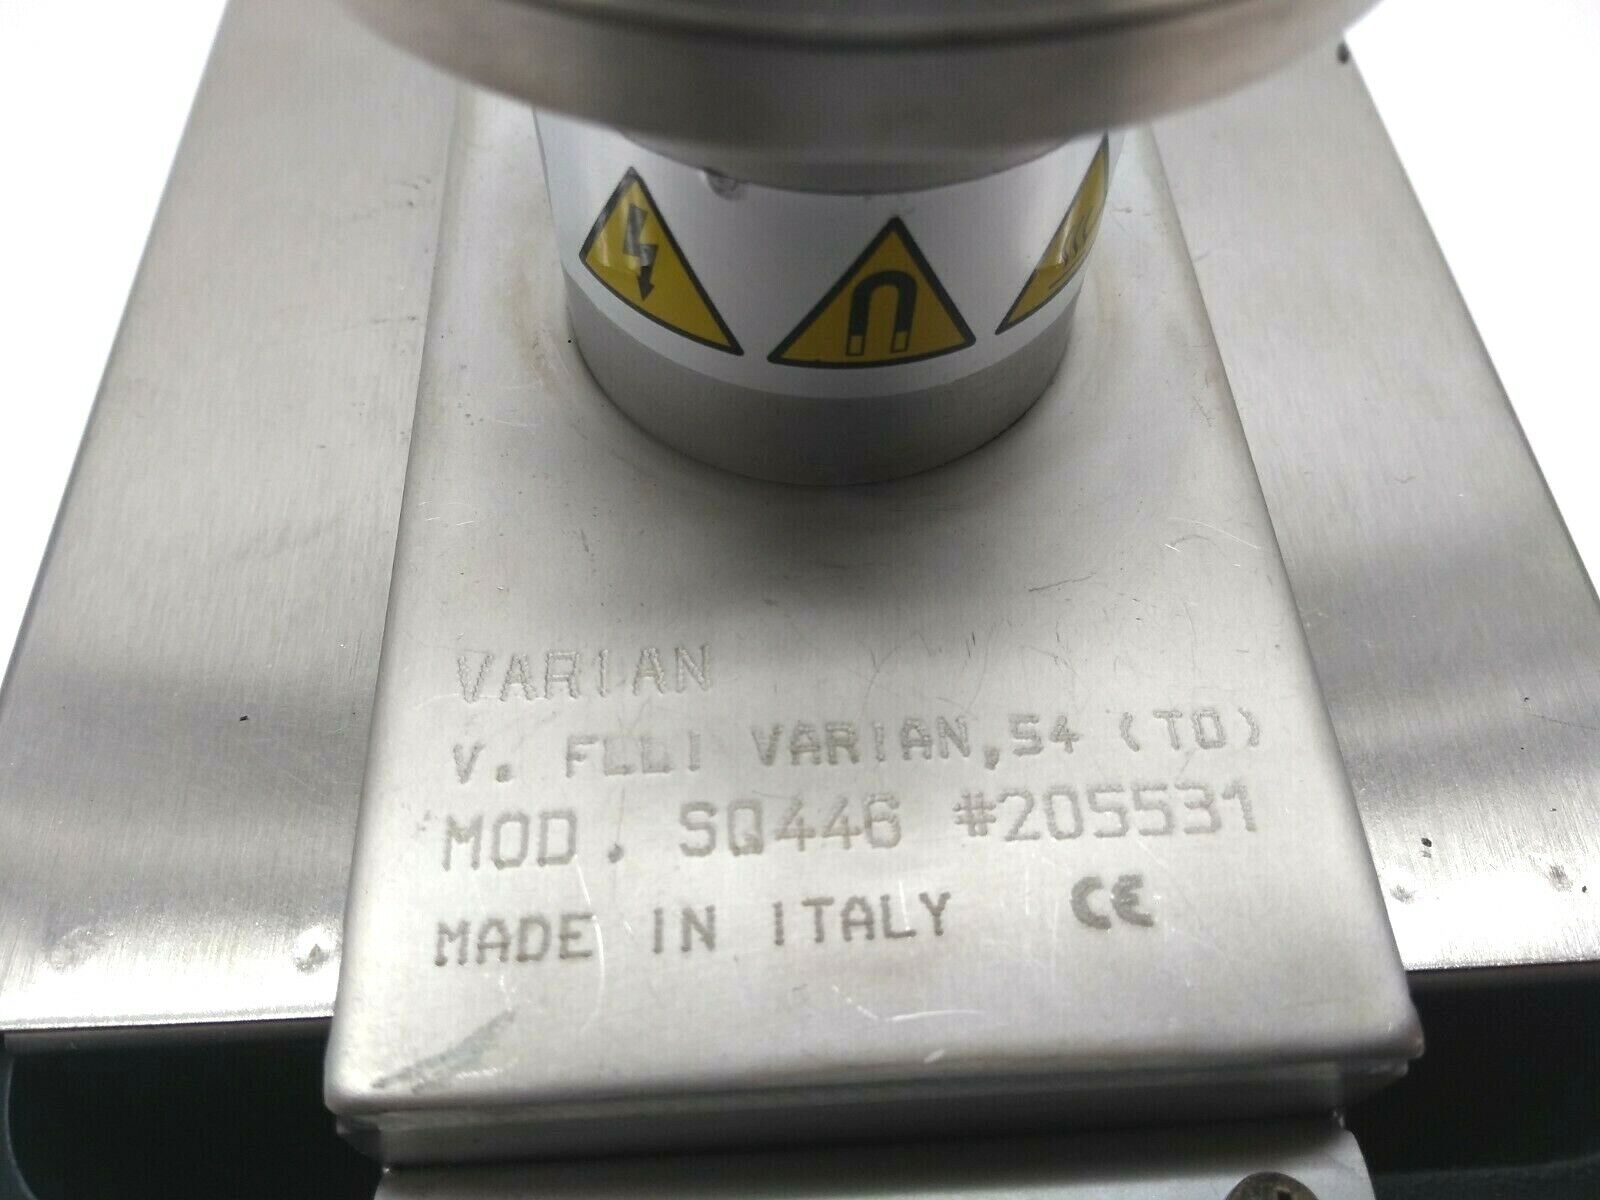 VARIAN
V. FLLI VARIAN,54 (TO)
MOD. SQ446 #205531
MADE IN ITALY CE